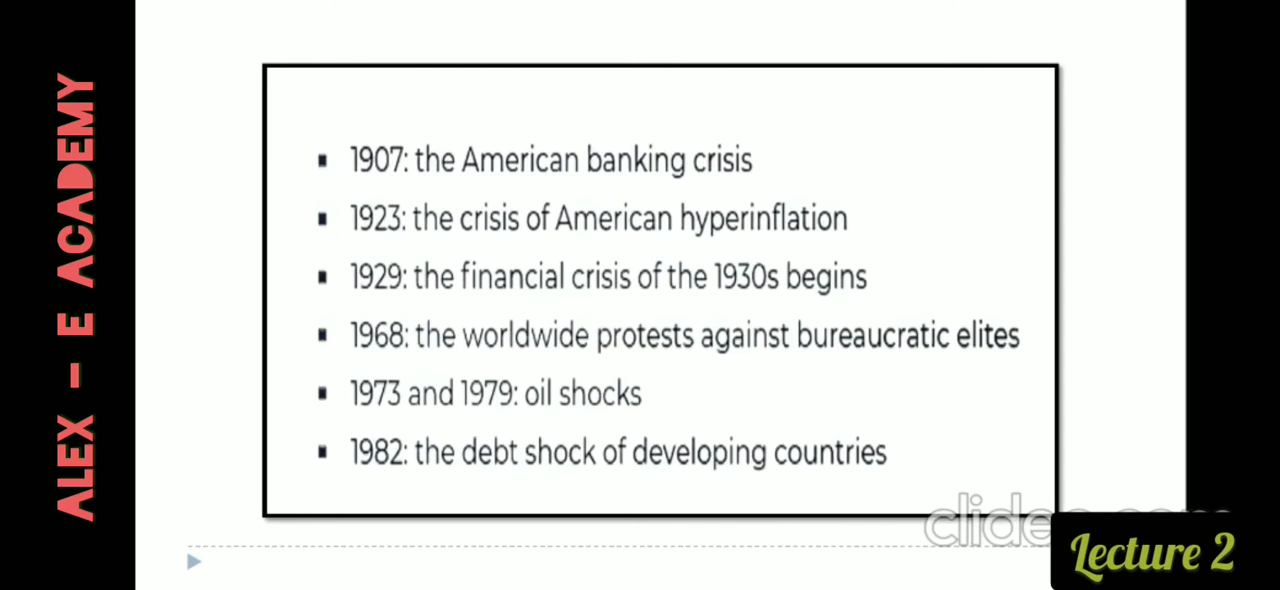 ALEX - E ACADEMY
▪ 1907: the American banking crisis
▪ 1923: the crisis of American hyperinflation
▪ 1929: the financial crisis of the 1930s begins
▪ 1968: the worldwide protests against bureaucratic elites
▪ 1973 and 1979: oil shocks
▪ 1982: the debt shock of developing countries
Lecture 2